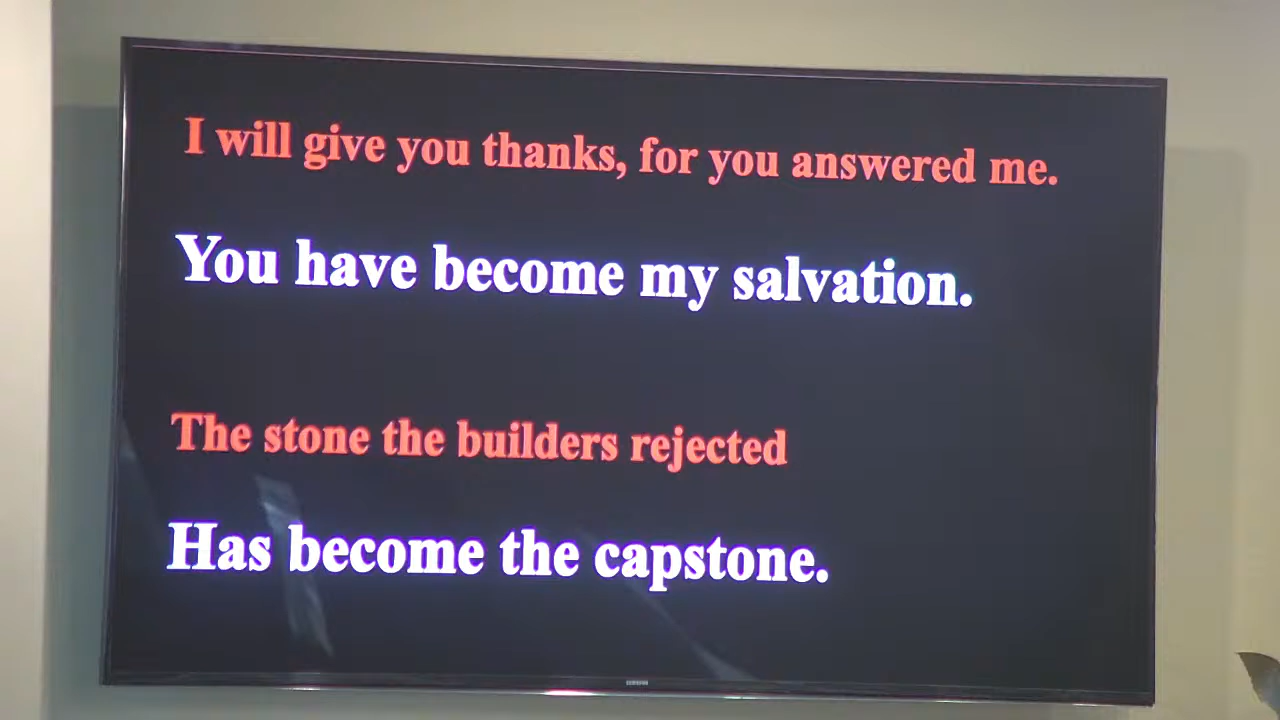 I will give you thanks, for you answered me.
You have become my salvation.
The stone the builders rejected
Has become the capstone.
SAMSUNG